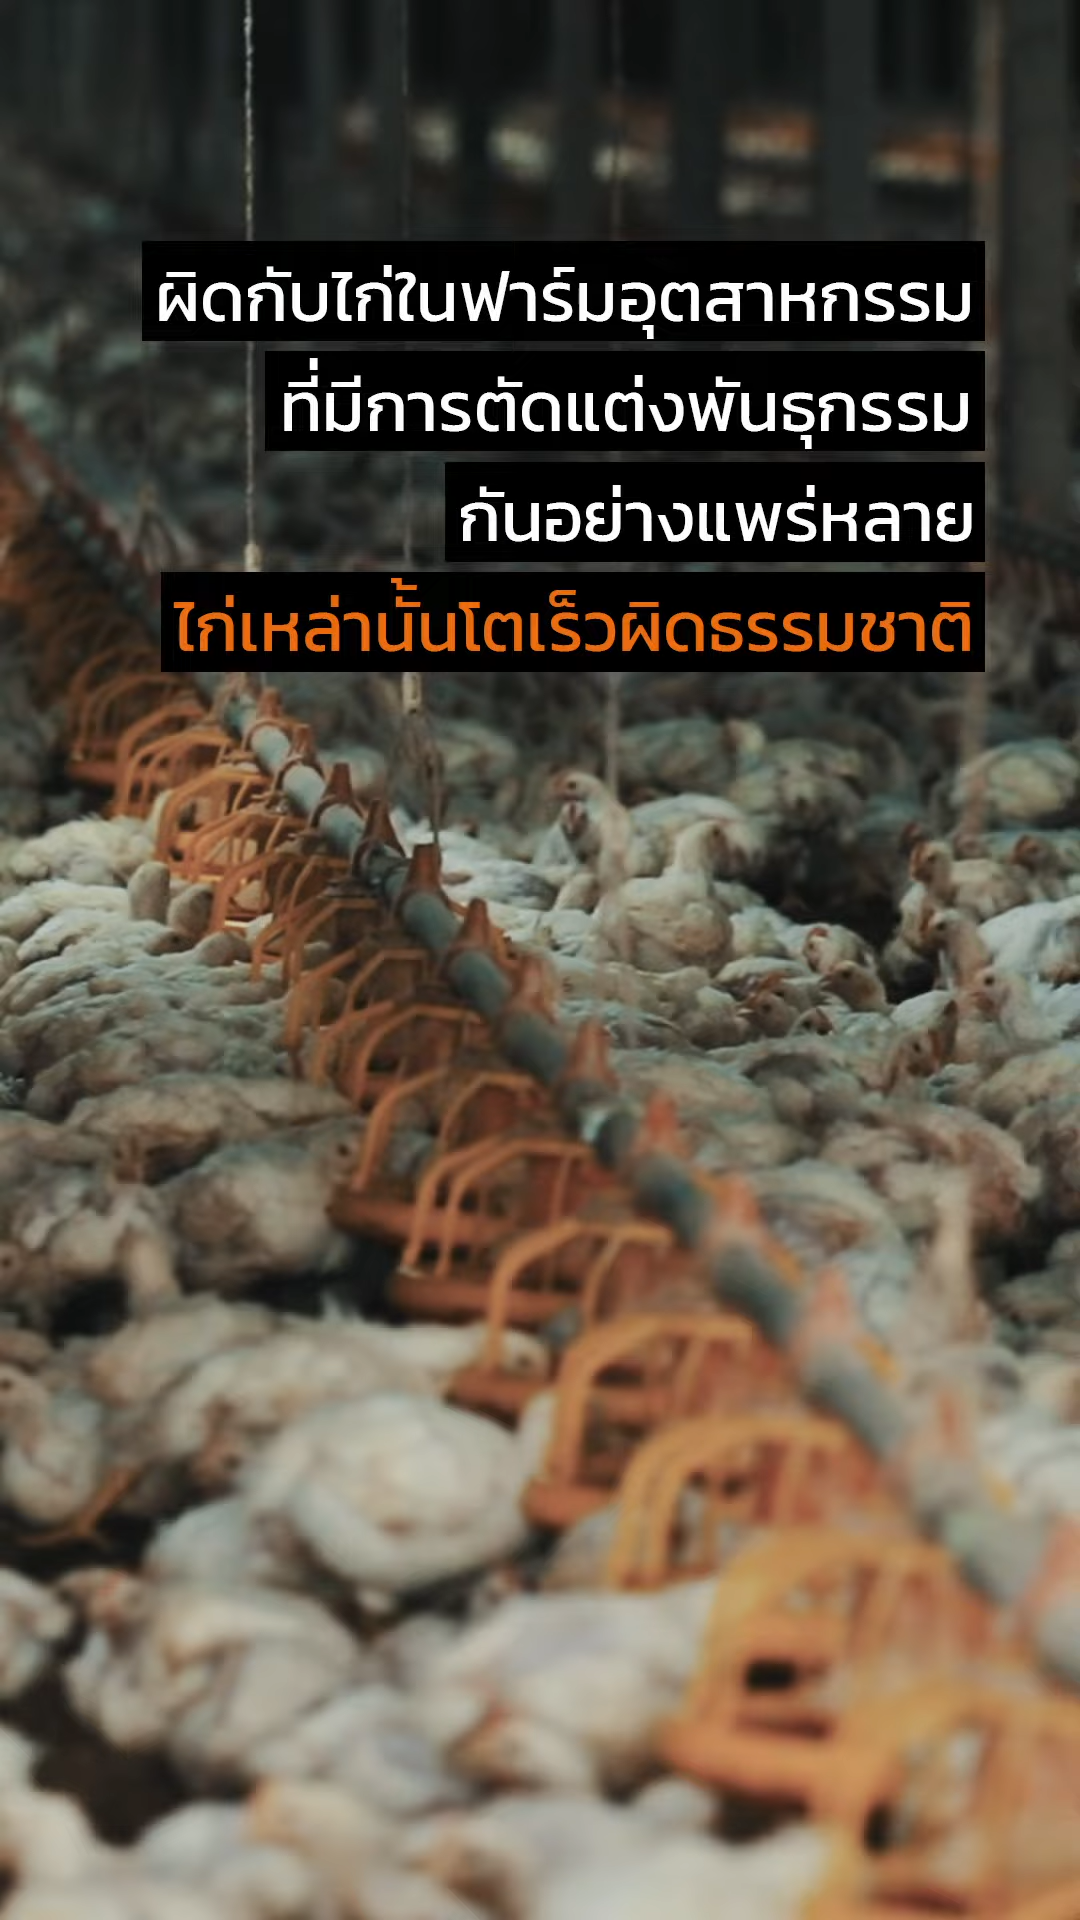 ผิดกับไก่ในฟาร์มอุตสาหกรรม
ที่มีการตัดแต่งพันธุกรรม
กันอย่างแพร่หลาย
ไก่เหล่านั้นโตเร็วผิดธรรมชาติ